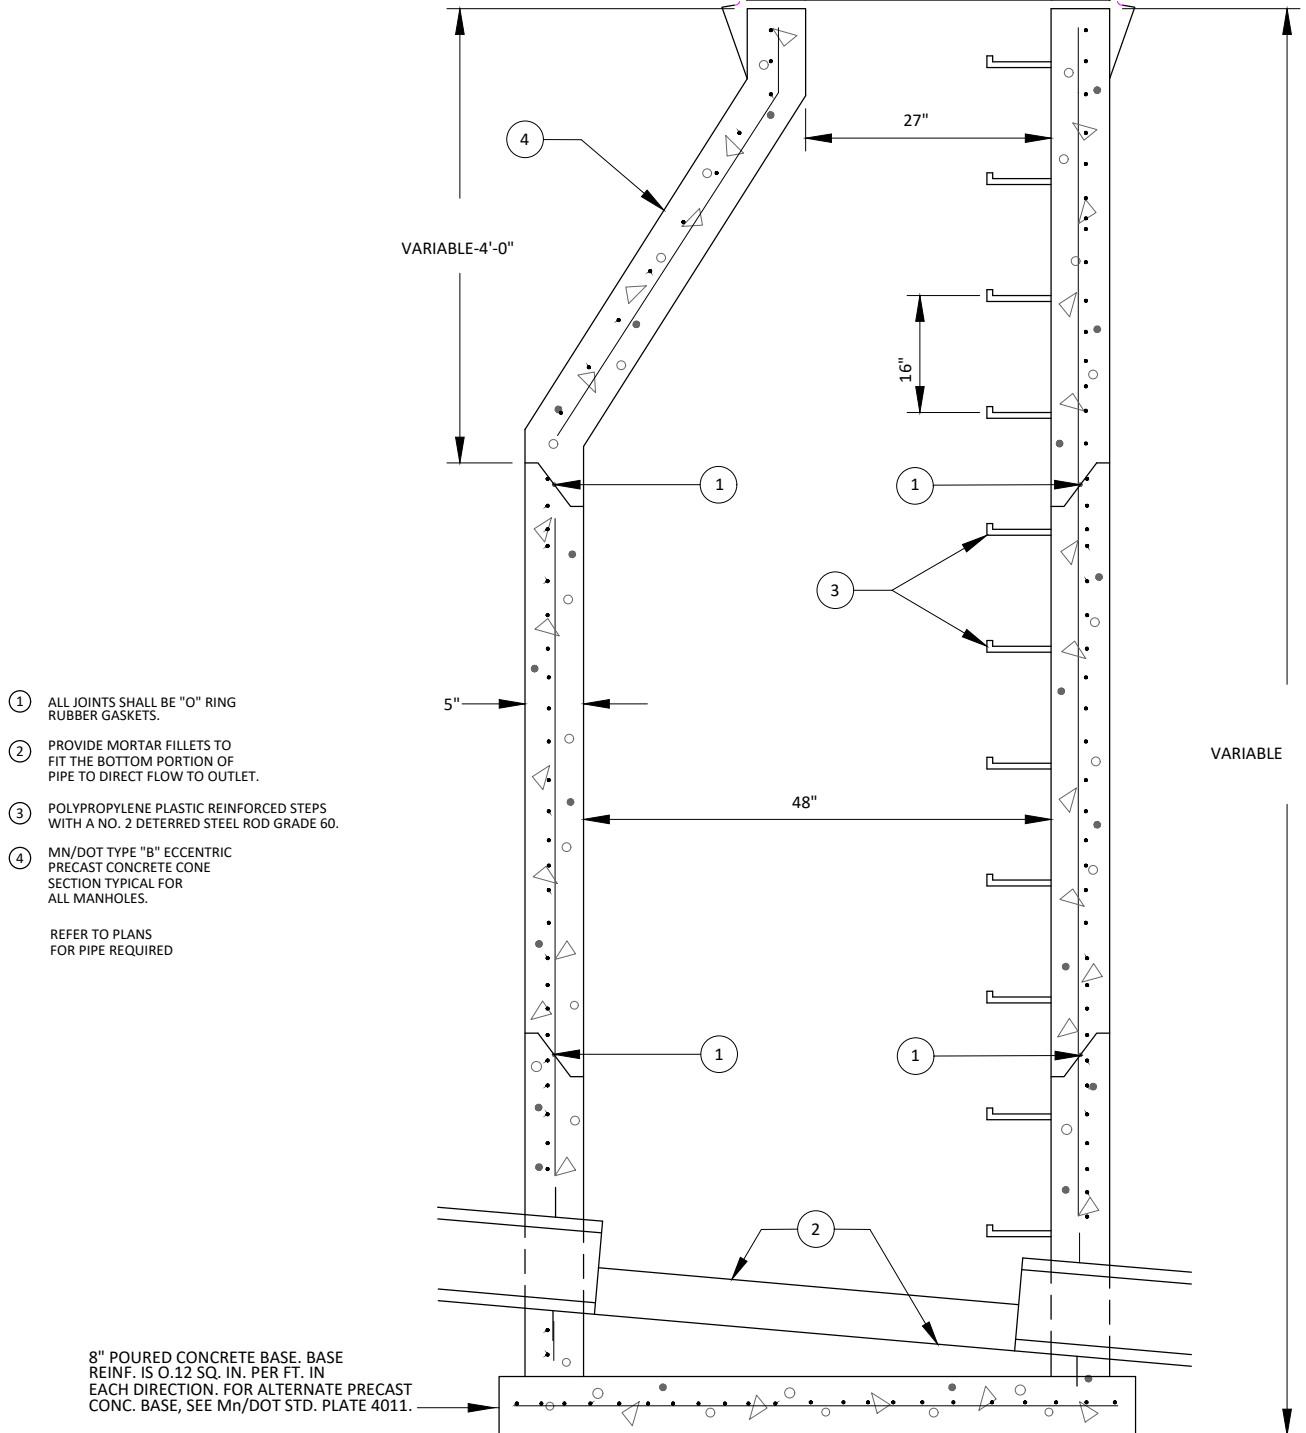 27"
4
VARIABLE-4'-0"
16"
1
1
3
1 ALL JOINTS SHALL BE "O" RING
RUBBER GASKETS.
5"
2 PROVIDE MORTAR FILLETS TO
FIT THE BOTTOM PORTION OF
PIPE TO DIRECT FLOW TO OUTLET.
VARIABLE
3 POLYPROPYLENE PLASTIC REINFORCED STEPS
WITH A NO. 2 DETERRED STEEL ROD GRADE 60.
48"
4 MN/DOT TYPE "B" ECCENTRIC
PRECAST CONCRETE CONE
SECTION TYPICAL FOR
ALL MANHOLES.
REFER TO PLANS
FOR PIPE REQUIRED
1
1
2
8" POURED CONCRETE BASE. BASE
REINF. IS O.12 SQ. IN. PER FT. IN
EACH DIRECTION. FOR ALTERNATE PRECAST
CONC. BASE, SEE Mn/DOT STD. PLATE 4011.